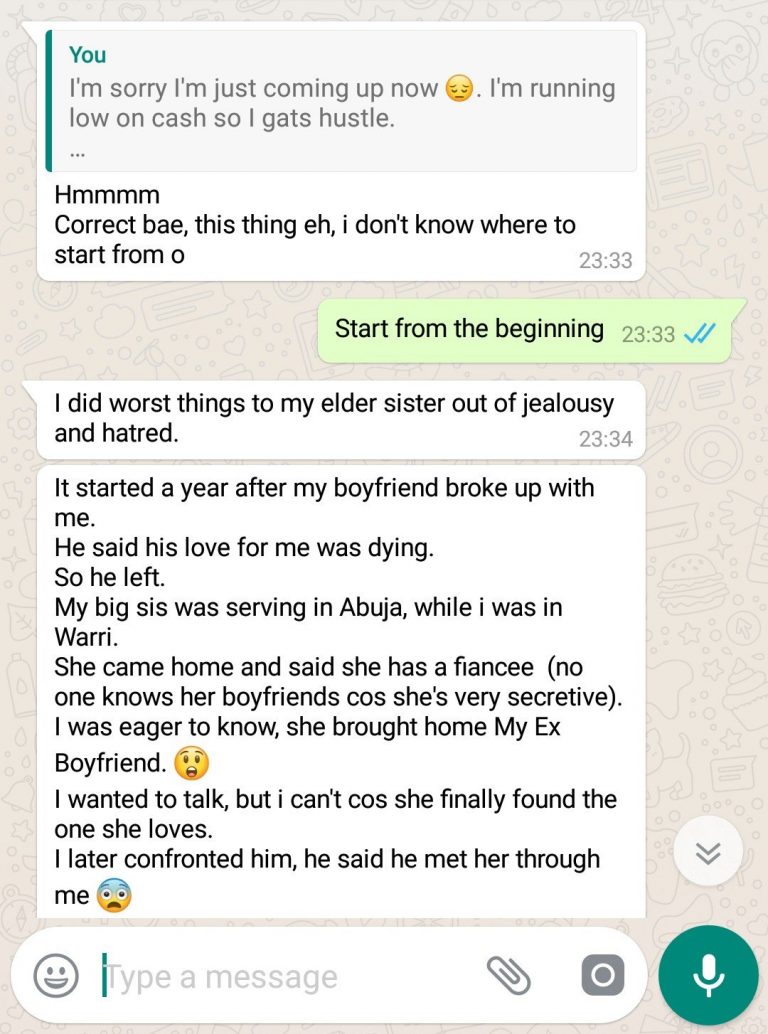 You
I'm sorry I'm just coming up now 😔. I'm running
low on cash so I gats hustle.
...
Hmmmm
Correct bae, this thing eh, i don't know where to
start from o
23:33
Start from the beginning 23:33
I did worst things to my elder sister out of jealousy
and hatred.
23:34
It started a year after my boyfriend broke up with
me.
He said his love for me was dying.
So he left.
My big sis was serving in Abuja, while i was in
Warri.
She came home and said she has a fiancee  (no
one knows her boyfriends cos she's very secretive).
I was eager to know, she brought home My Ex
Boyfriend. 😲
I wanted to talk, but i can't cos she finally found the
one she loves.
I later confronted him, he said he met her through
me 😨
Type a message